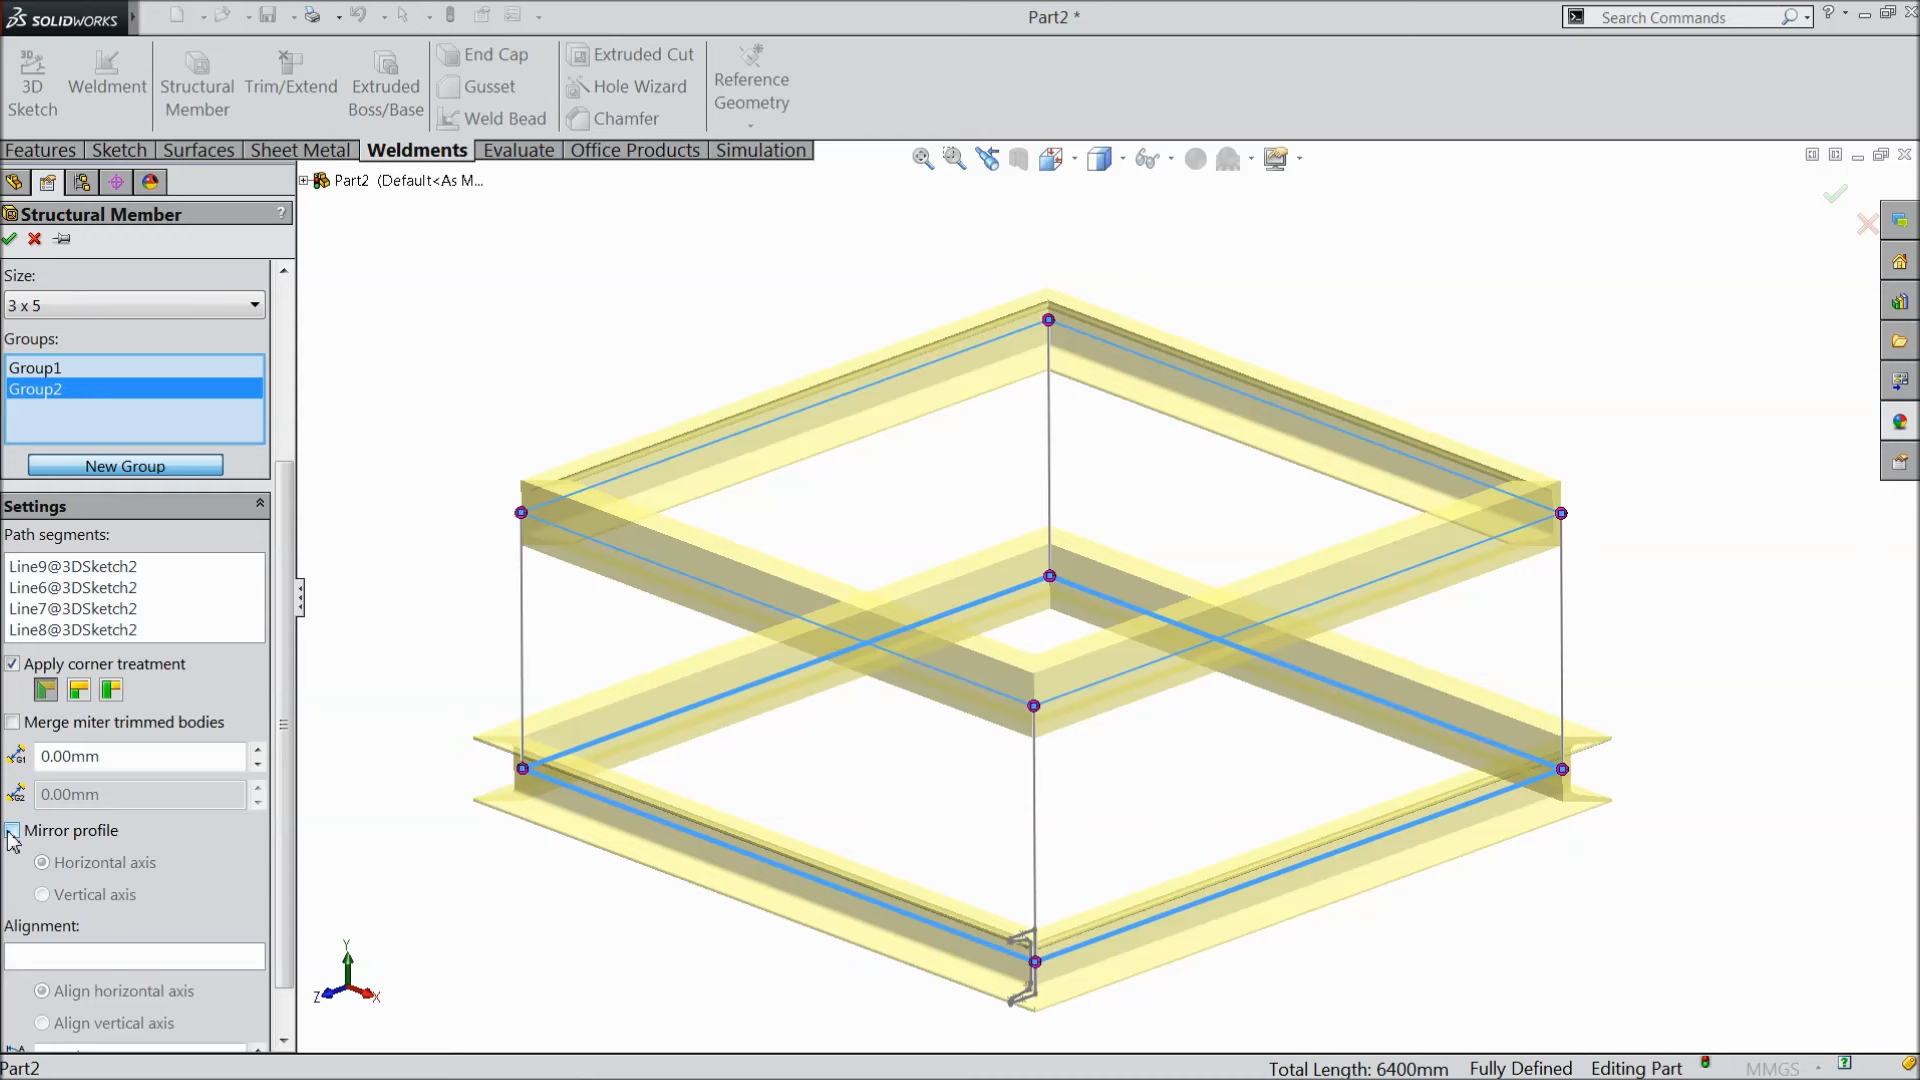 SOLIDWORKS
Part2 *
Search Commands
3D Sketch
Weldment
Structural Member
Trim/Extend
Extruded Boss/Base
End Cap
Gusset
Weld Bead
Extruded Cut
Hole Wizard
Chamfer
Reference Geometry
Features Sketch Surfaces Sheet Metal Weldments Evaluate Office Products Simulation
Part2 (Default<As M...
Structural Member ?
Size:
3 x 5
Groups:
Group1
Group2
New Group
Settings
Path segments:
Line9@3DSketch2
Line6@3DSketch2
Line7@3DSketch2
Line8@3DSketch2
Apply corner treatment
Merge miter trimmed bodies
G1 0.00mm
G2 0.00mm
Mirror profile
Horizontal axis
Vertical axis
Alignment:
Align horizontal axis
Align vertical axis
Y
Z
X
Part2
Total Length: 6400mm Fully Defined Editing Part MMGS